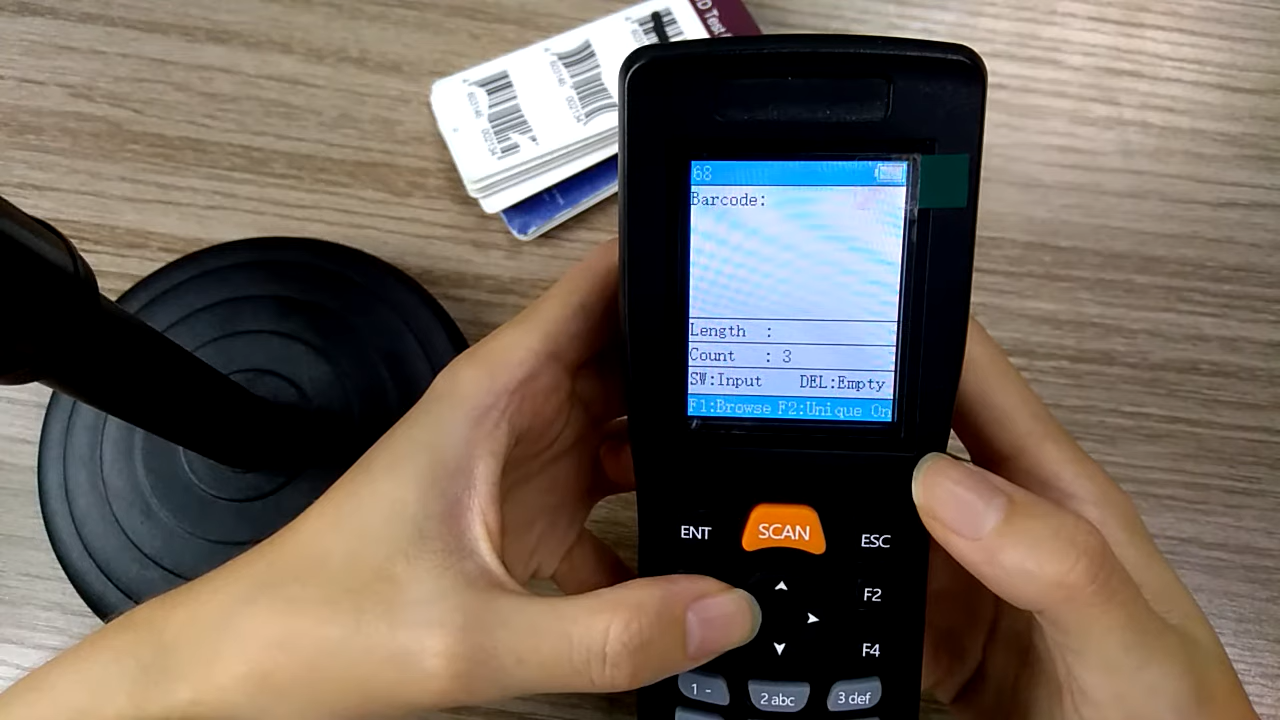 D Test
68
Barcode:
Length :
Count : 3
SW:Input DEL:Empty
F1:Browse F2:Unique On
ENT SCAN ESC
F2
F4
1 - 2 abc 3 def